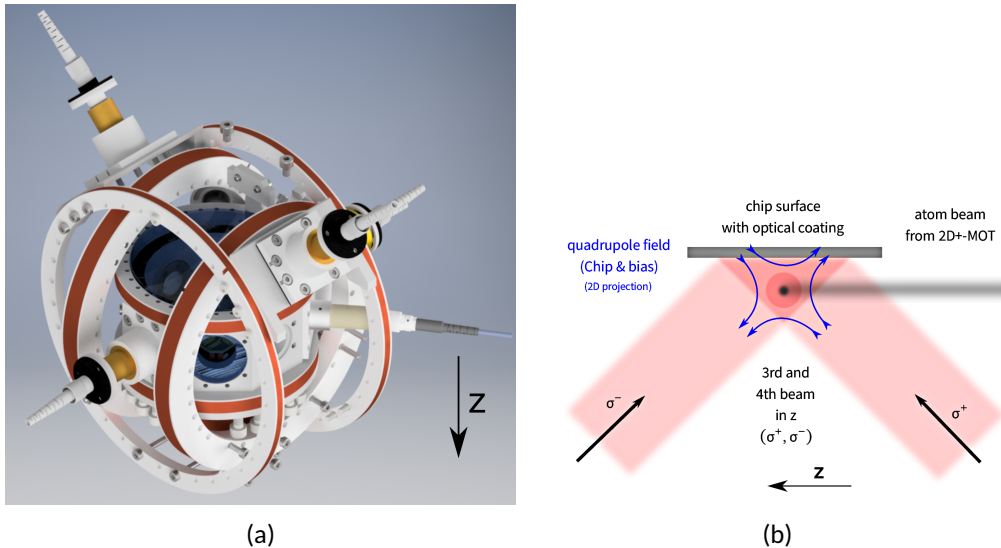 Z
(a)
chip surface
with optical coating
atom beam
from 2D+-MOT
quadrupole field
(Chip & bias)
(2D projection)
3rd and
4th beam
in z
(σ⁺, σ⁻)
σ⁻
σ⁺
z
(b)